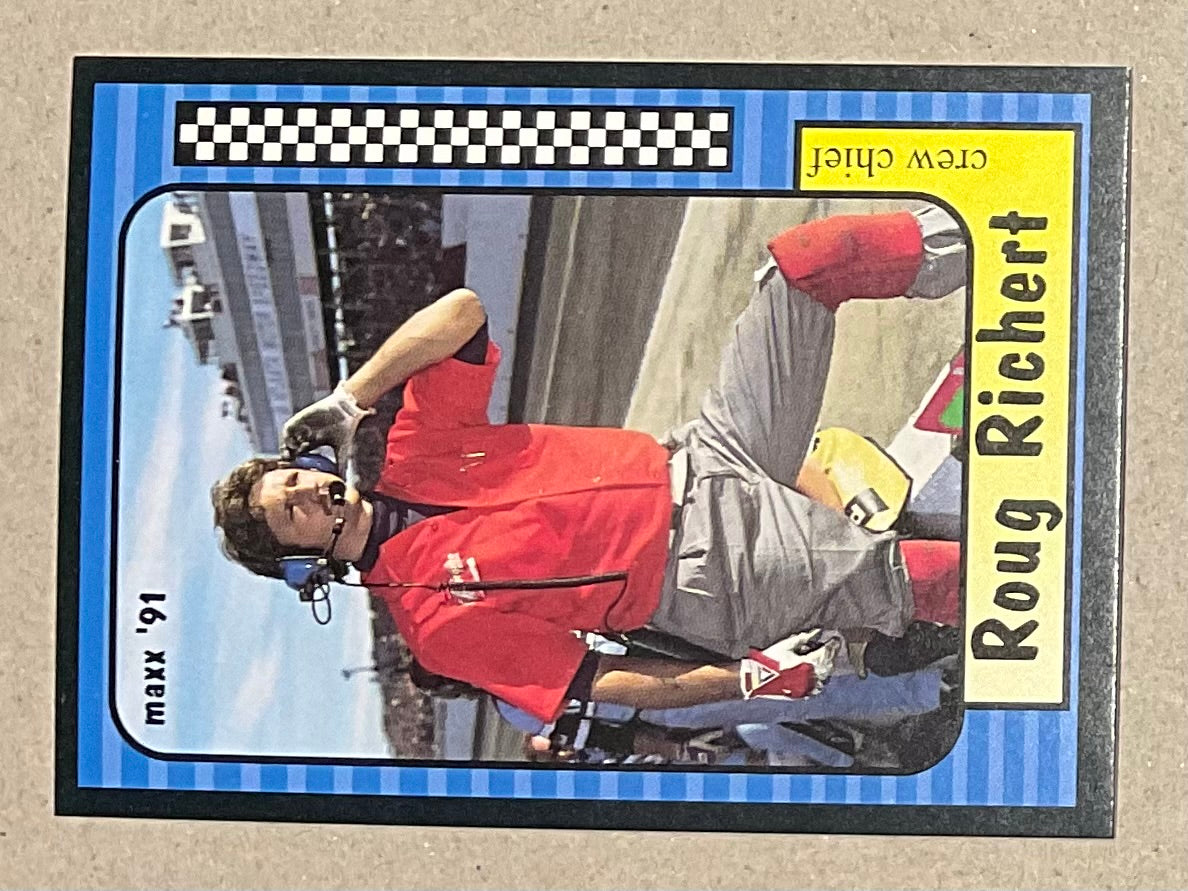 maxx '91
crew chief
Roug Richert